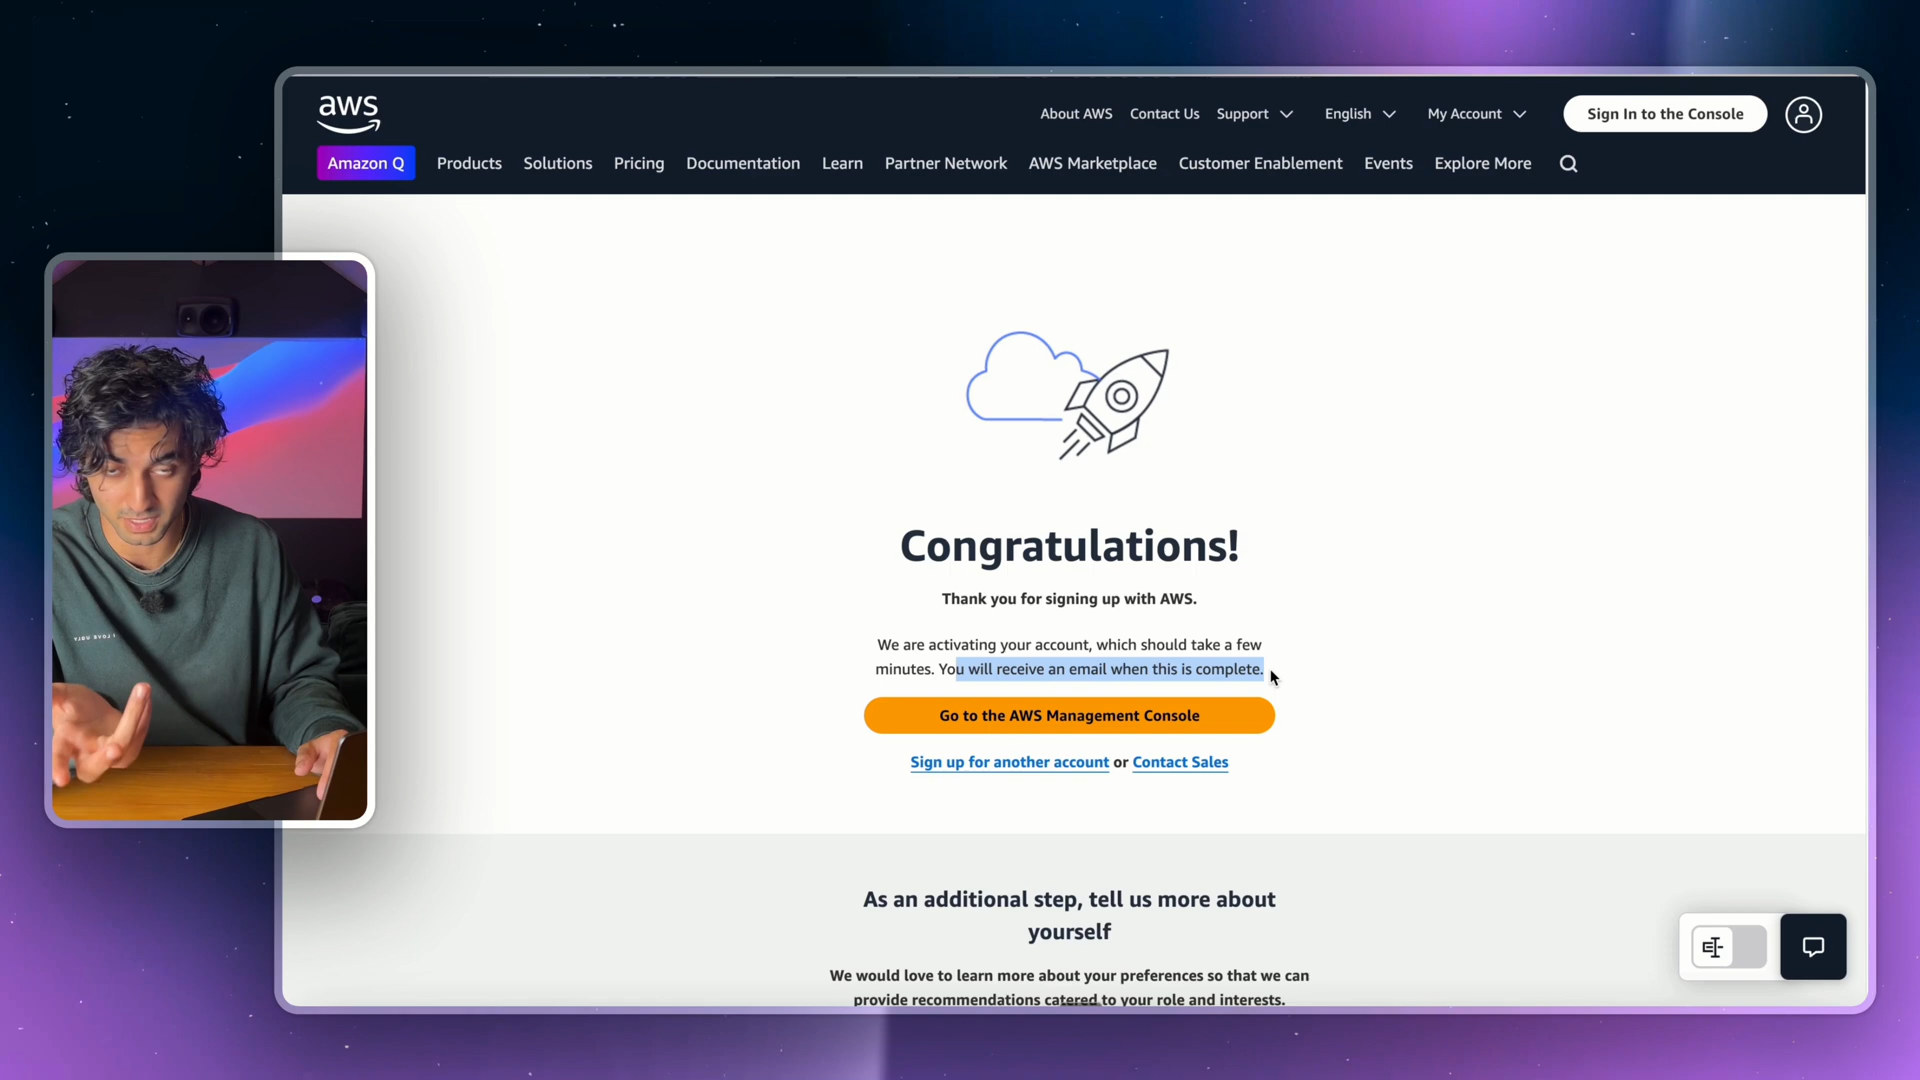 aws
About AWS Contact Us Support English My Account Sign In to the Console
Amazon Q Products Solutions Pricing Documentation Learn Partner Network AWS Marketplace Customer Enablement Events Explore More
Congratulations!
Thank you for signing up with AWS.
We are activating your account, which should take a few
minutes. You will receive an email when this is complete.
Go to the AWS Management Console
Sign up for another account or Contact Sales
As an additional step, tell us more about
yourself
We would love to learn more about your preferences so that we can
provide recommendations catered to your role and interests.